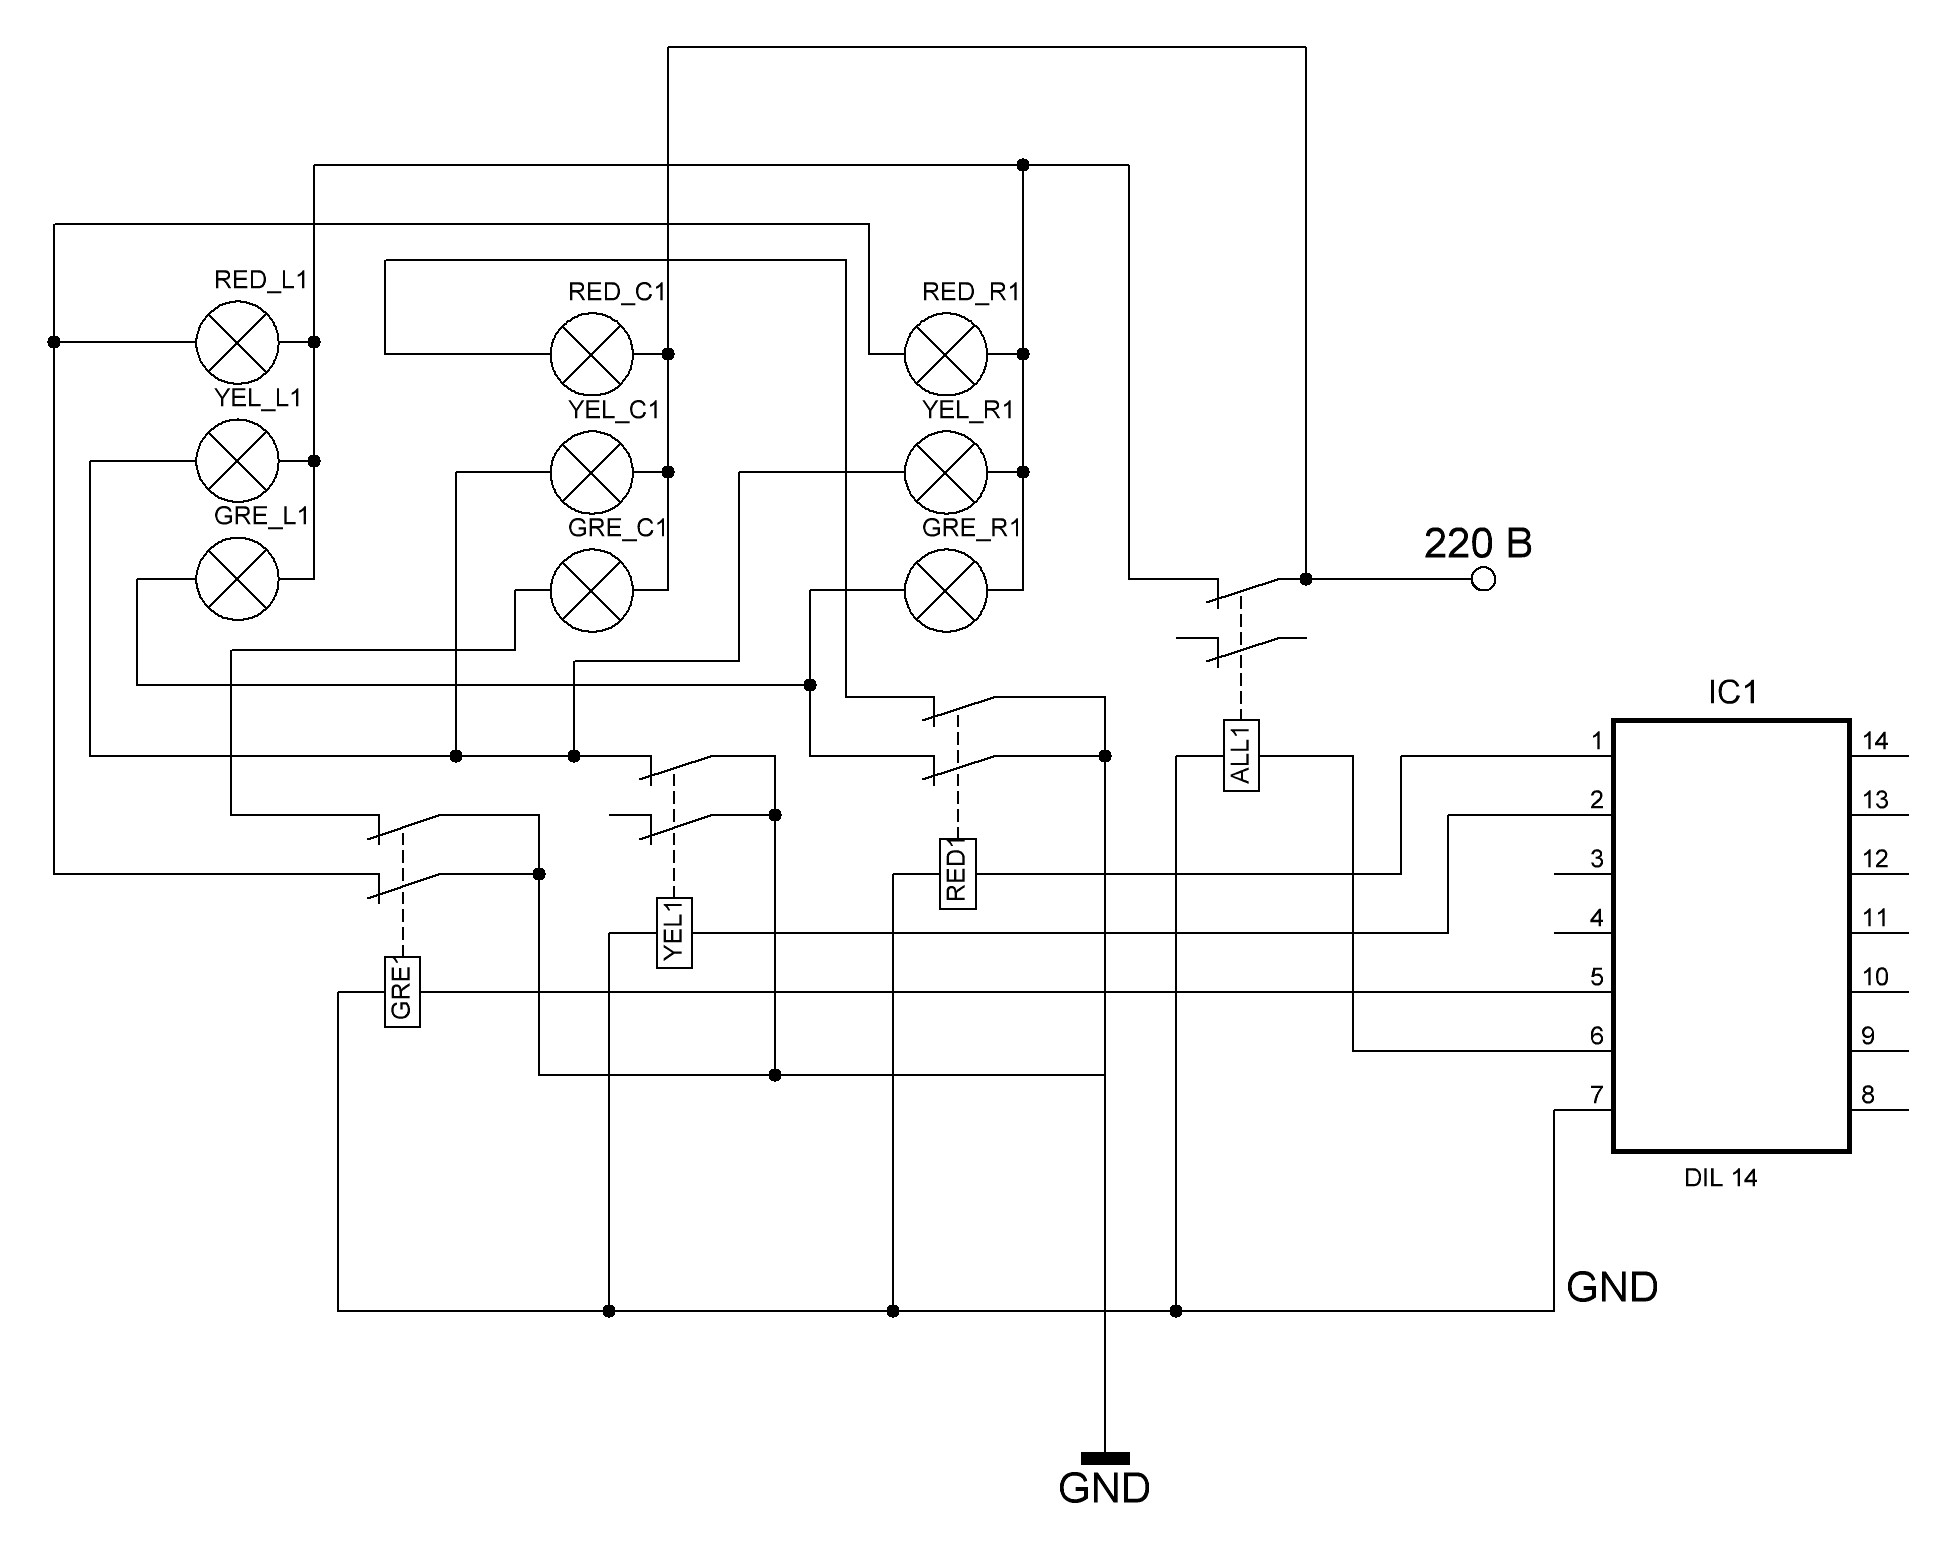 RED_L1
RED_C1
RED_R1
YEL_L1
YEL_C1
YEL_R1
GRE_L1
GRE_C1
GRE_R1
220 В
IC1
ALL1
1
14
2
13
RED1
3
12
YEL1
4
11
GRE1
5
10
6
9
7
8
DIL 14
GND
GND